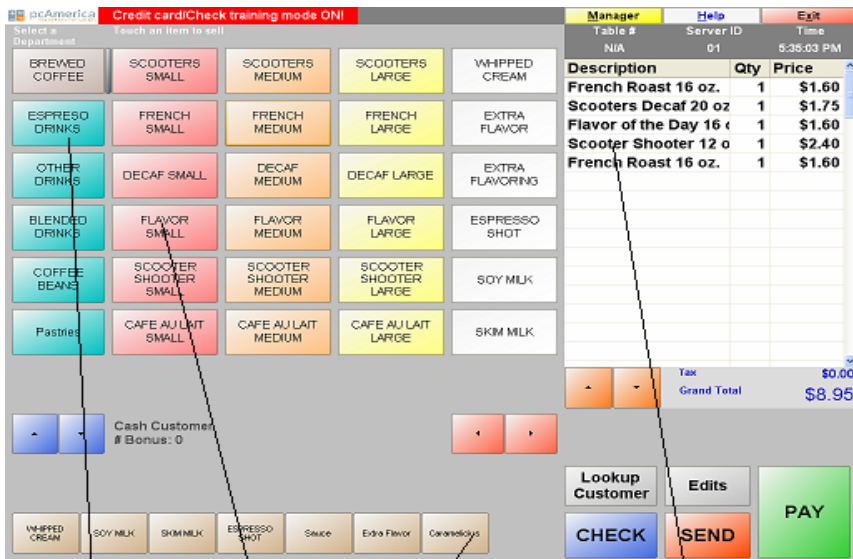 pcAmerica
Credit card/Check training mode ON!
Manager
Help
Exit
Select a
Department
Touch an item to sell
Table #
Server ID
Time
N/A
01
5:35:03 PM
BREWED
COFFEE
SCOOTERS
SMALL
SCOOTERS
MEDIUM
SCOOTERS
LARGE
WHIPPED
CREAM
ESPRESO
DRINKS
FRENCH
SMALL
FRENCH
MEDIUM
FRENCH
LARGE
EXTRA
FLAVOR
OTHER
DRINKS
DECAF SMALL
DECAF
MEDIUM
DECAF LARGE
EXTRA
FLAVORING
BLENDED
DRINKS
FLAVOR
SMALL
FLAVOR
MEDIUM
FLAVOR
LARGE
ESPRESSO
SHOT
COFFEE
BEANS
SCOOTER
SHOOTER
SMALL
SCOOTER
SHOOTER
MEDIUM
SCOOTER
SHOOTER
LARGE
SOY MILK
Pastries
CAFE AU LAIT
SMALL
CAFE AU LAIT
MEDIUM
CAFE AU LAIT
LARGE
SKIM MILK
Description Qty Price
French Roast 16 oz. 1 $1.60
Scooters Decaf 20 oz 1 $1.75
Flavor of the Day 16 o 1 $1.60
Scooter Shooter 12 o 1 $2.40
French Roast 16 oz. 1 $1.60
Tax $0.00
Grand Total $8.95
Cash Customer
# Bonus: 0
Lookup
Customer
Edits
PAY
CHECK
SEND
WHIPPED
CREAM
SOY MILK
SKIM MILK
ESPRESSO
SHOT
Sauce
Extra Flavor
Caramelicius